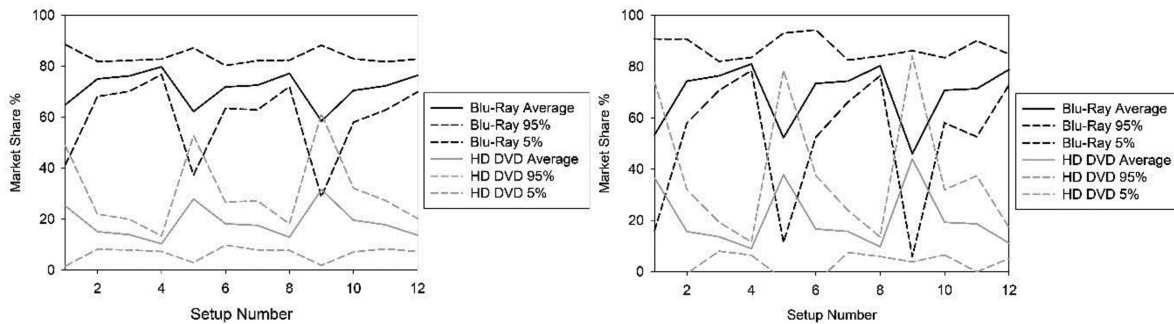 100
80
60
40
20
0
Market Share %
2 4 6 8 10 12
Setup Number
Blu-Ray Average
Blu-Ray 95%
Blu-Ray 5%
HD DVD Average
HD DVD 95%
HD DVD 5%
100
80
60
40
20
0
Market Share %
2 4 6 8 10 12
Setup Number
Blu-Ray Average
Blu-Ray 95%
Blu-Ray 5%
HD DVD Average
HD DVD 95%
HD DVD 5%